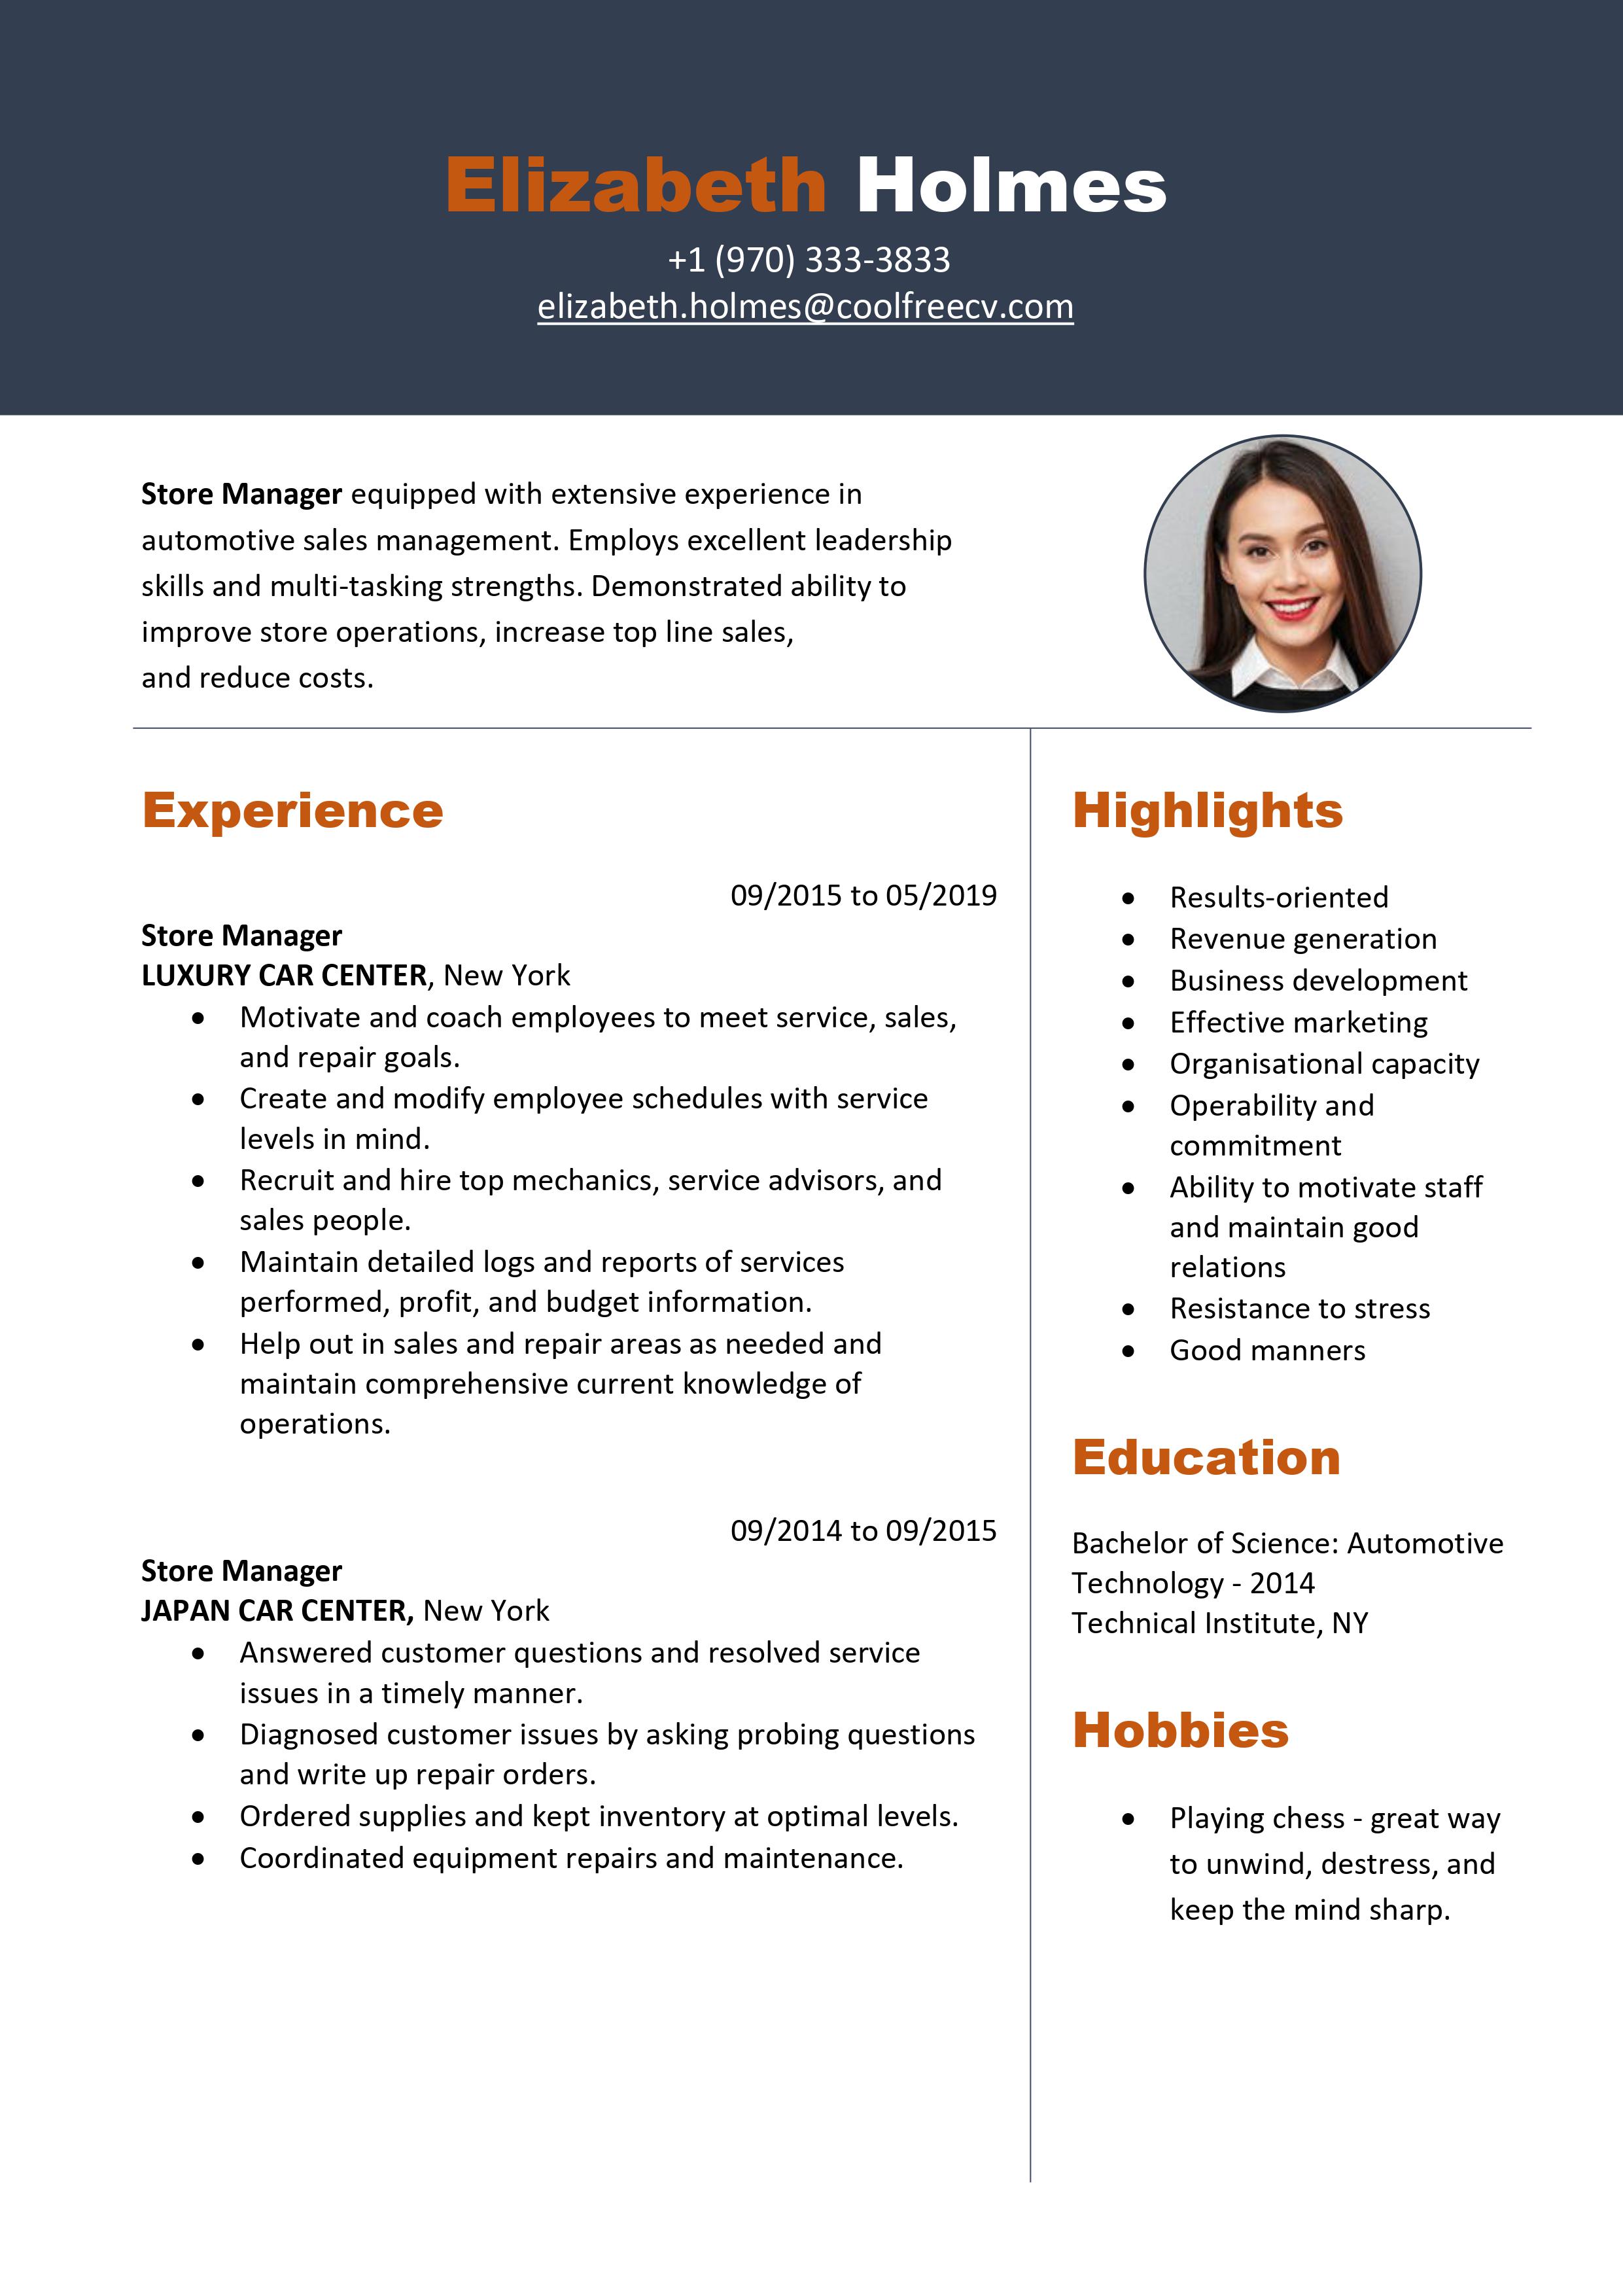 Elizabeth Holmes
+1 (970) 333-3833
elizabeth.holmes@coolfreecv.com
Store Manager equipped with extensive experience in
automotive sales management. Employs excellent leadership
skills and multi-tasking strengths. Demonstrated ability to
improve store operations, increase top line sales,
and reduce costs.
Experience
09/2015 to 05/2019
Store Manager
LUXURY CAR CENTER, New York
• Motivate and coach employees to meet service, sales,
and repair goals.
• Create and modify employee schedules with service
levels in mind.
• Recruit and hire top mechanics, service advisors, and
sales people.
• Maintain detailed logs and reports of services
performed, profit, and budget information.
• Help out in sales and repair areas as needed and
maintain comprehensive current knowledge of
operations.
09/2014 to 09/2015
Store Manager
JAPAN CAR CENTER, New York
• Answered customer questions and resolved service
issues in a timely manner.
• Diagnosed customer issues by asking probing questions
and write up repair orders.
• Ordered supplies and kept inventory at optimal levels.
• Coordinated equipment repairs and maintenance.
Highlights
• Results-oriented
• Revenue generation
• Business development
• Effective marketing
• Organisational capacity
• Operability and
commitment
• Ability to motivate staff
and maintain good
relations
• Resistance to stress
• Good manners
Education
Bachelor of Science: Automotive
Technology - 2014
Technical Institute, NY
Hobbies
• Playing chess - great way
to unwind, destress, and
keep the mind sharp.